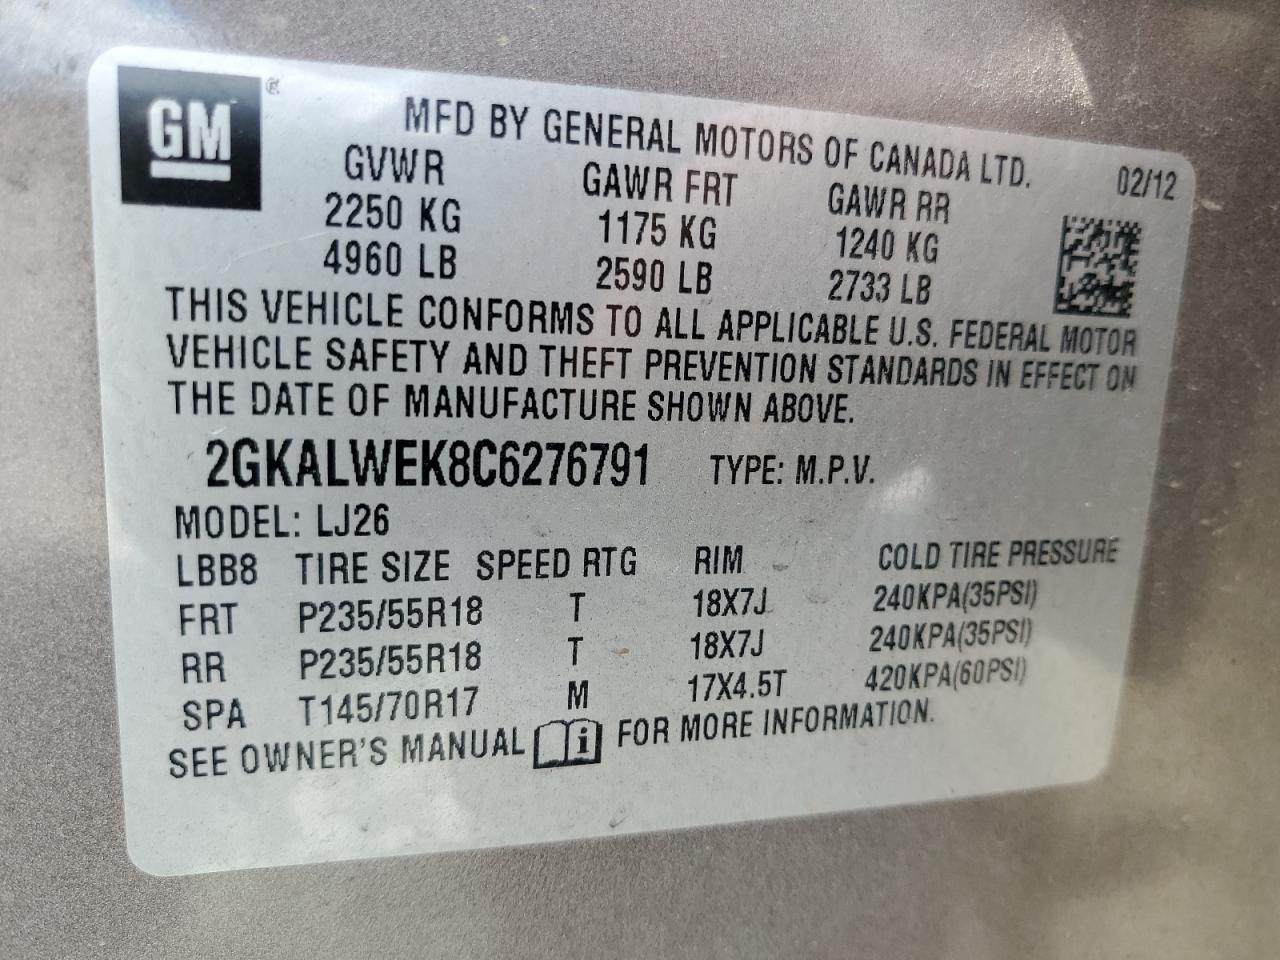 GM ®
MFD BY GENERAL MOTORS OF CANADA LTD.
02/12
GVWR GAWR FRT GAWR RR
2250 KG 1175 KG 1240 KG
4960 LB 2590 LB 2733 LB
THIS VEHICLE CONFORMS TO ALL APPLICABLE U.S. FEDERAL MOTOR
VEHICLE SAFETY AND THEFT PREVENTION STANDARDS IN EFFECT ON
THE DATE OF MANUFACTURE SHOWN ABOVE.
2GKALWEK8C6276791 TYPE: M.P.V.
MODEL: LJ26
LBB8 TIRE SIZE SPEED RTG RIM COLD TIRE PRESSURE
FRT P235/55R18 T 18X7J 240KPA(35PSI)
RR P235/55R18 T 18X7J 240KPA(35PSI)
SPA T145/70R17 M 17X4.5T 420KPA(60PSI)
SEE OWNER'S MANUAL i FOR MORE INFORMATION.